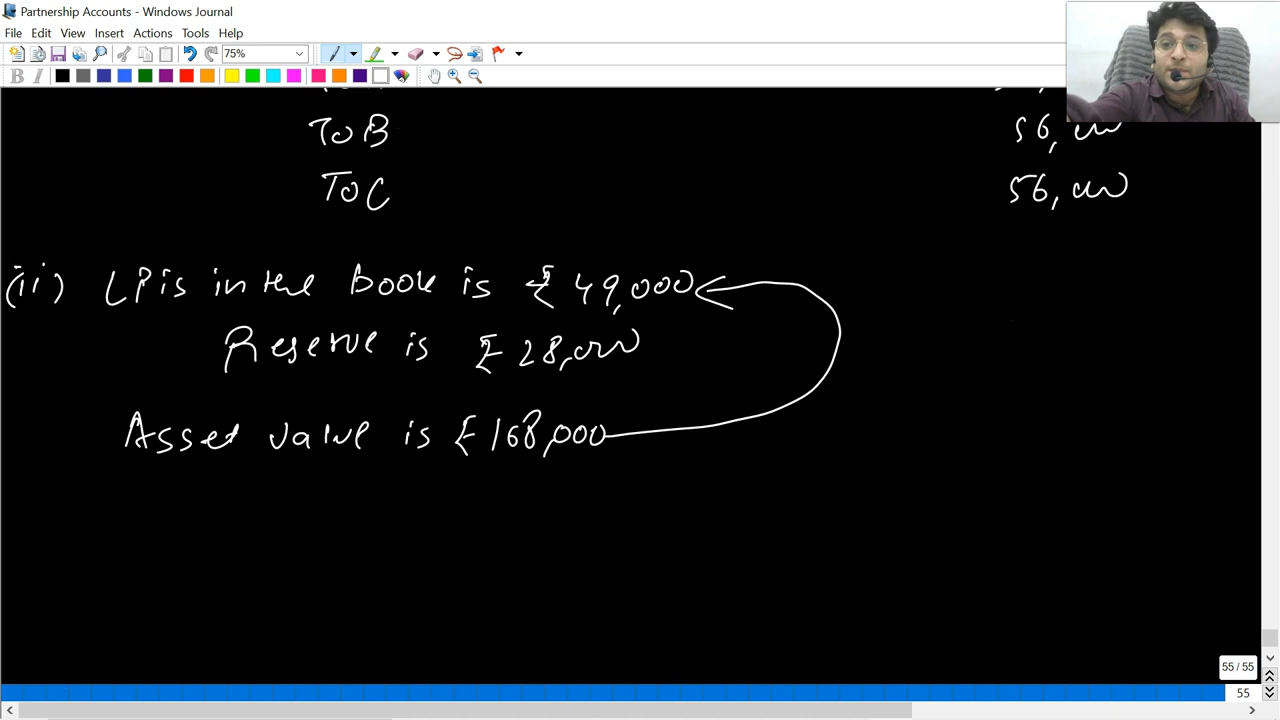 Partnership Accounts - Windows Journal
File Edit View Insert Actions Tools Help
75%
B I
To B 56,000
To C 56,000
(ii) LP is in the Book is ₹ 49,000
Reserve is ₹ 28,000
Asset value is ₹ 168,000
55 / 55
55